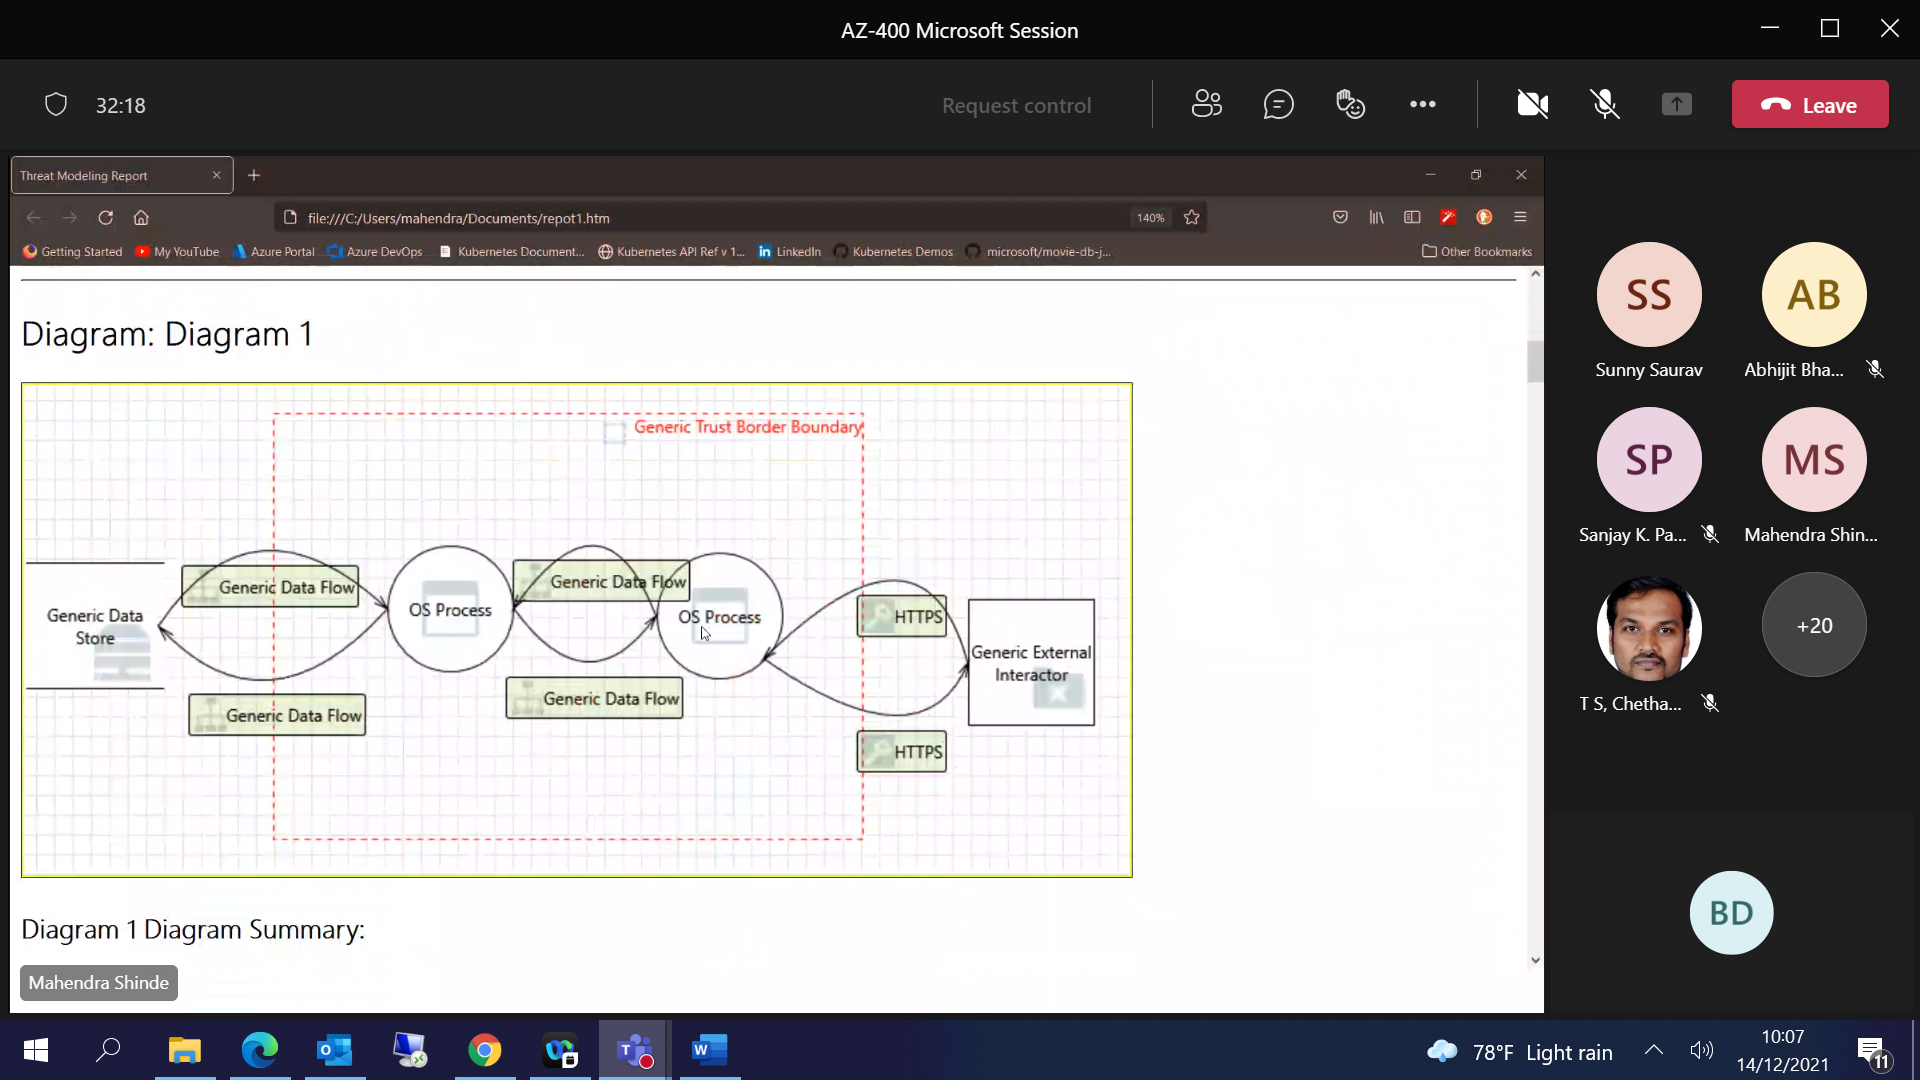 AZ-400 Microsoft Session
32:18
Request control
Leave
Threat Modeling Report
file:///C:/Users/mahendra/Documents/repot1.htm
140%
Getting Started
My YouTube
Azure Portal
Azure DevOps
Kubernetes Document...
Kubernetes API Ref v 1...
LinkedIn
Kubernetes Demos
microsoft/movie-db-j...
Other Bookmarks
Diagram: Diagram 1
Generic Trust Border Boundary
Generic Data Flow
Generic Data Flow
OS Process
OS Process
HTTPS
Generic Data
Store
Generic External
Interactor
Generic Data Flow
Generic Data Flow
HTTPS
Diagram 1 Diagram Summary:
Mahendra Shinde
SS
Sunny Saurav
AB
Abhijit Bha...
SP
Sanjay K. Pa...
MS
Mahendra Shin...
T S, Chetha...
+20
BD
78°F Light rain
10:07
14/12/2021
11